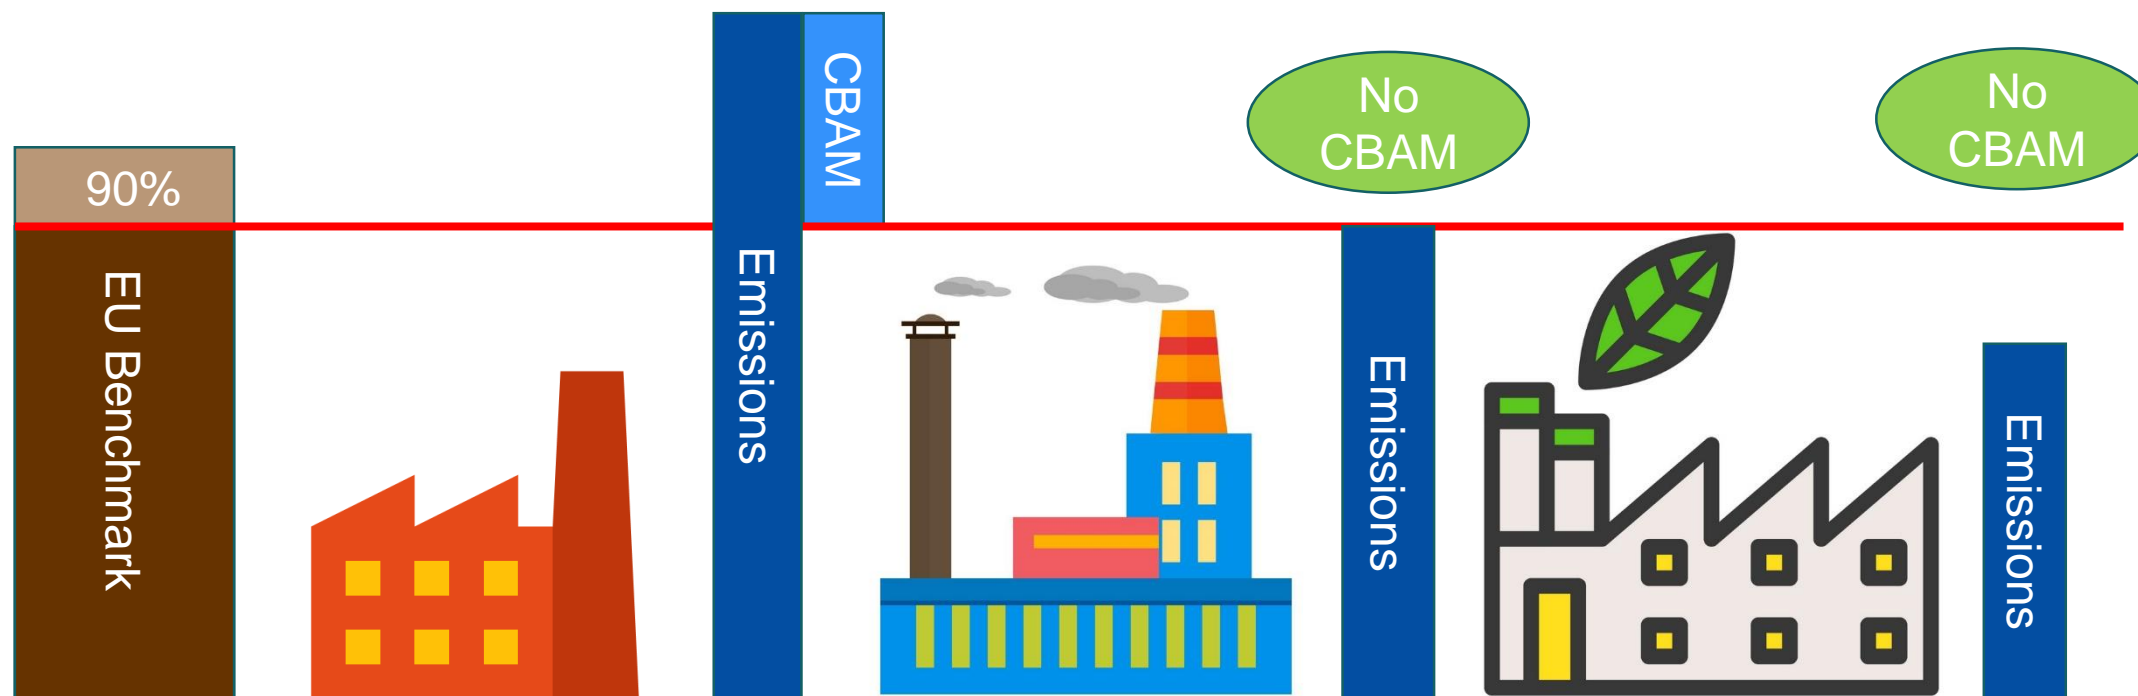 90%
EU Benchmark
Emissions
CBAM
No
CBAM
Emissions
No
CBAM
Emissions